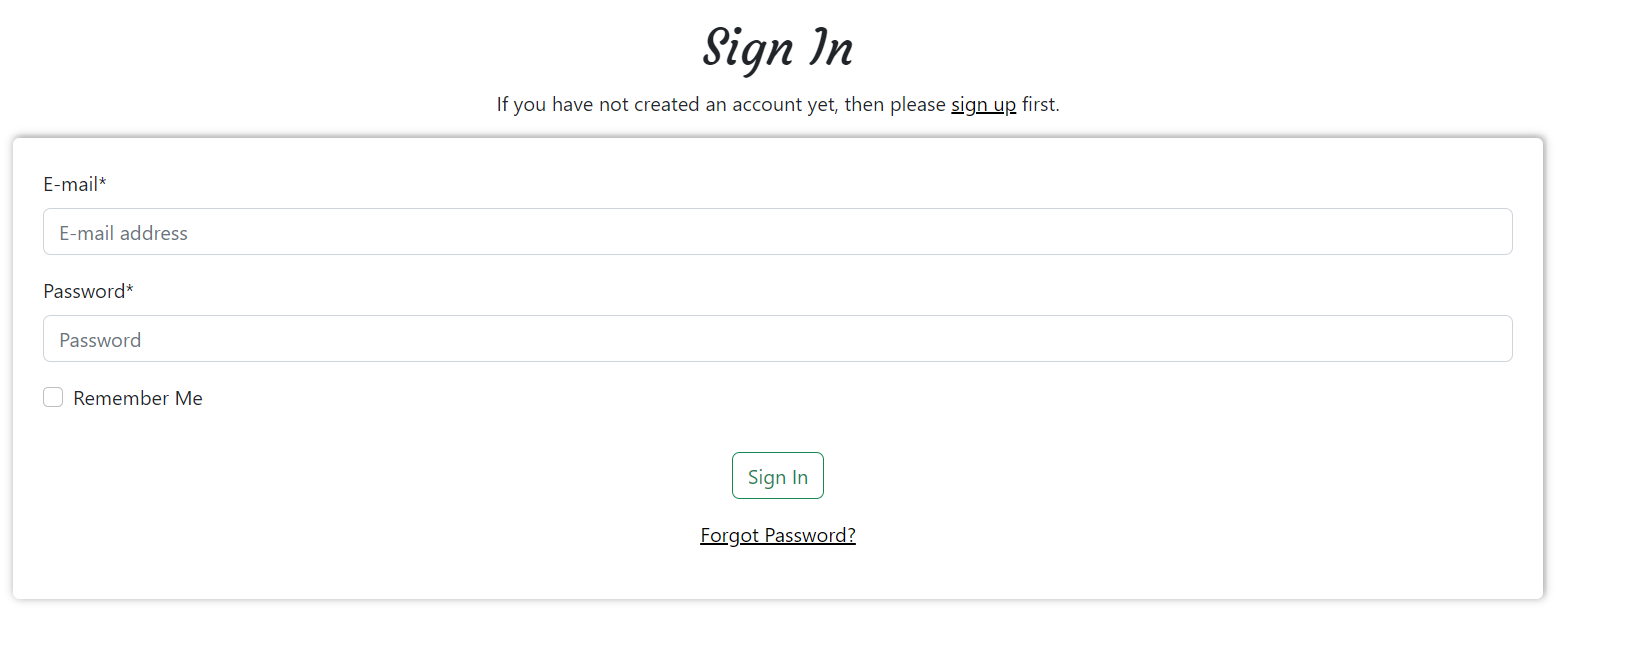 Sign In
If you have not created an account yet, then please sign up first.
E-mail*
E-mail address
Password*
Password
Remember Me
Sign In
Forgot Password?